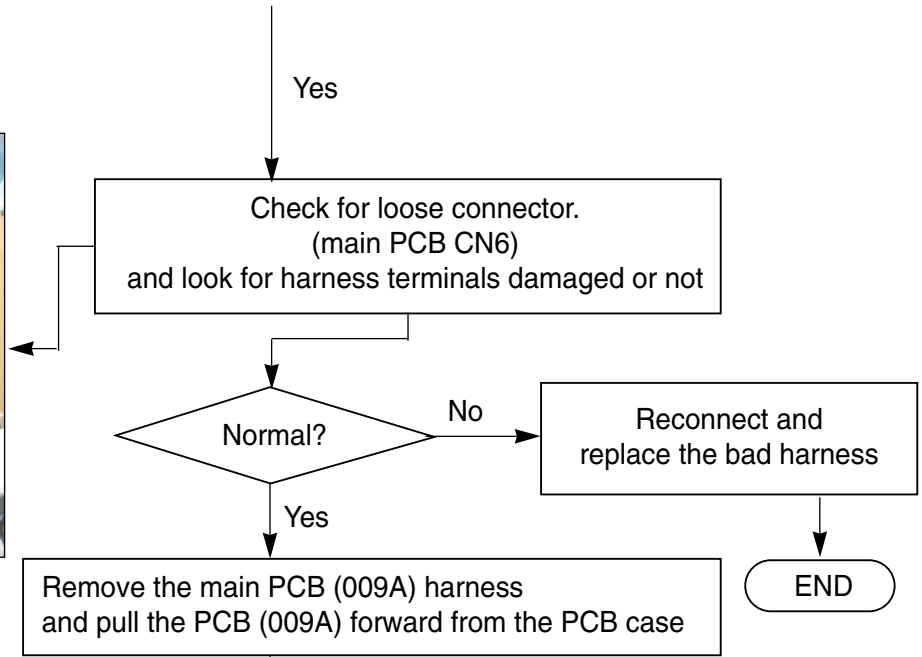 Yes
Check for loose connector.
(main PCB CN6)
and look for harness terminals damaged or not
Normal?
No
Reconnect and
replace the bad harness
Yes
END
Remove the main PCB (009A) harness
and pull the PCB (009A) forward from the PCB case